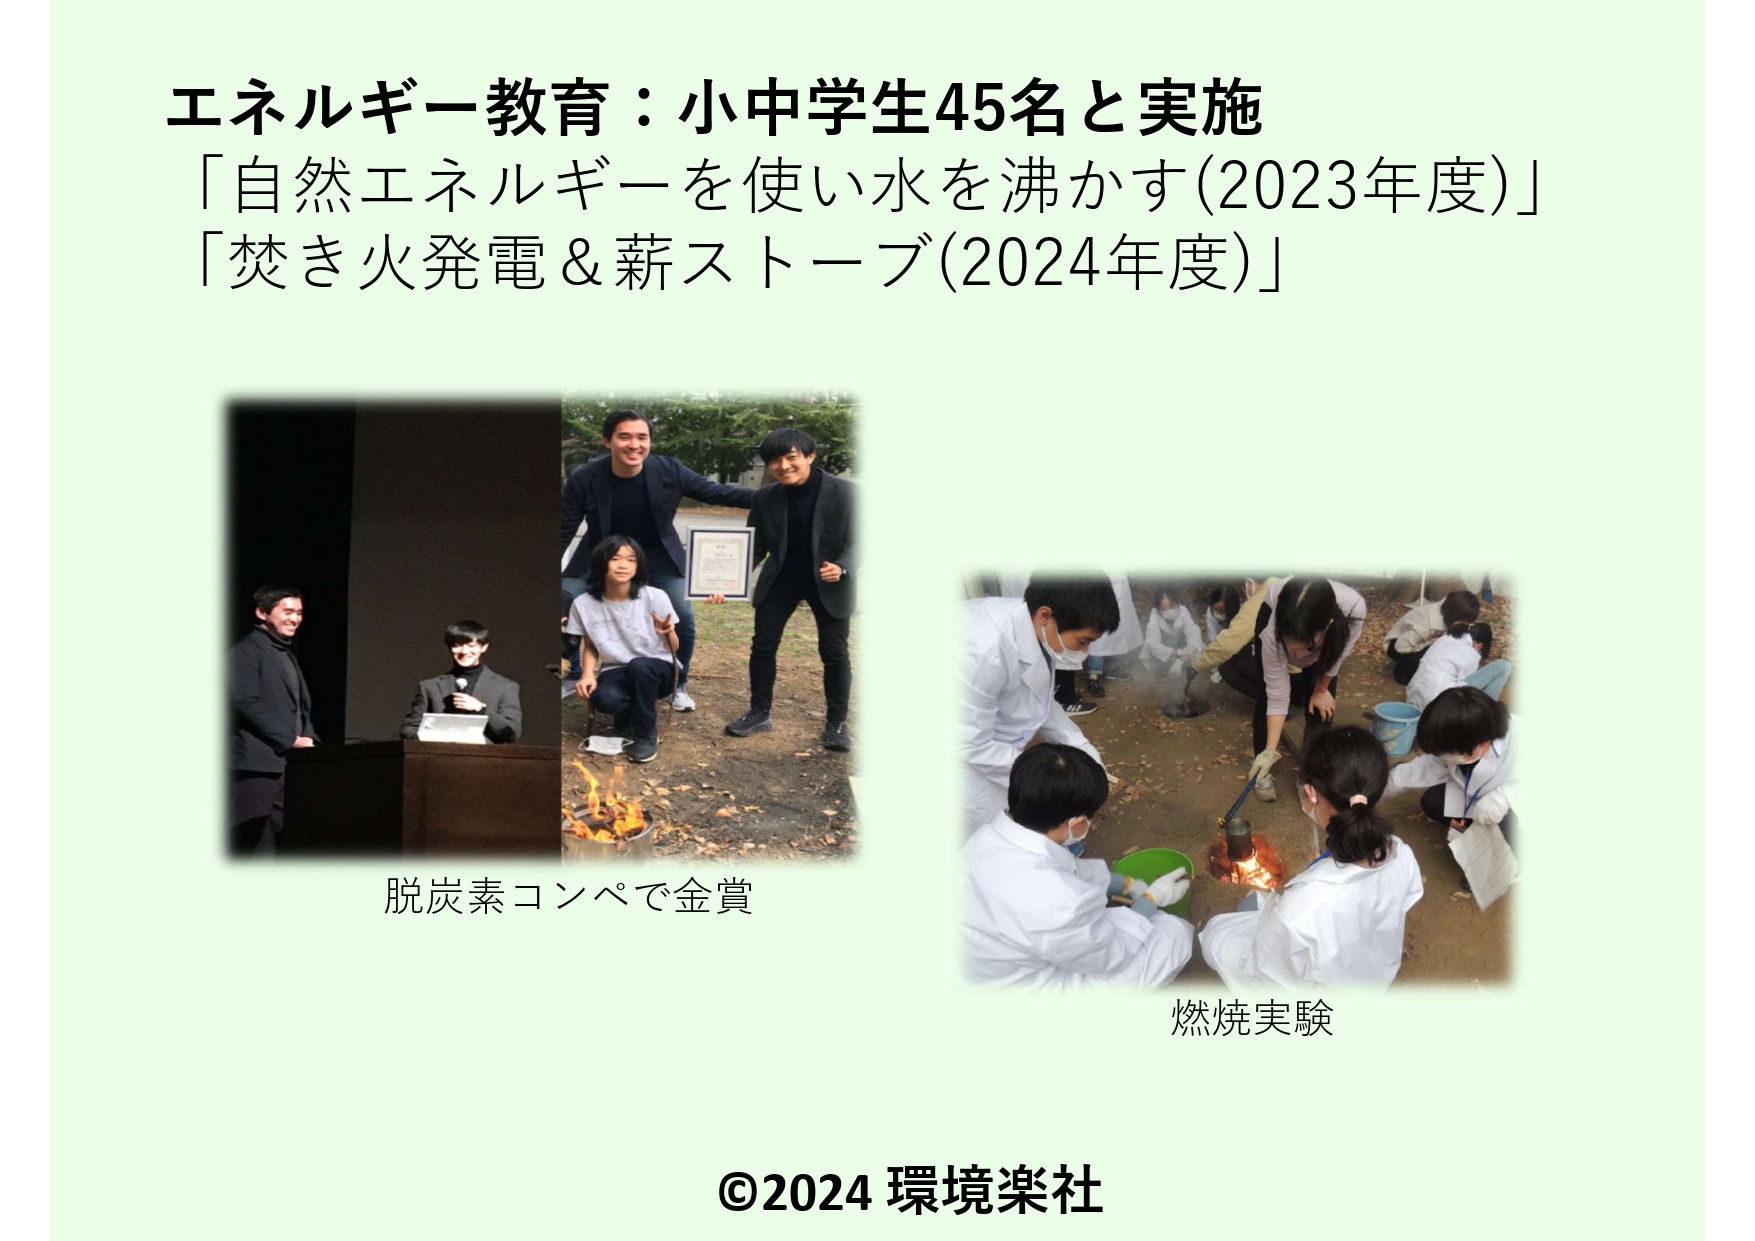 エネルギー教育：小中学生45名と実施
「自然エネルギーを使い水を沸かす(2023年度)」
「焚き火発電＆薪ストーブ(2024年度)」
脱炭素コンペで金賞
燃焼実験
©2024 環境楽社